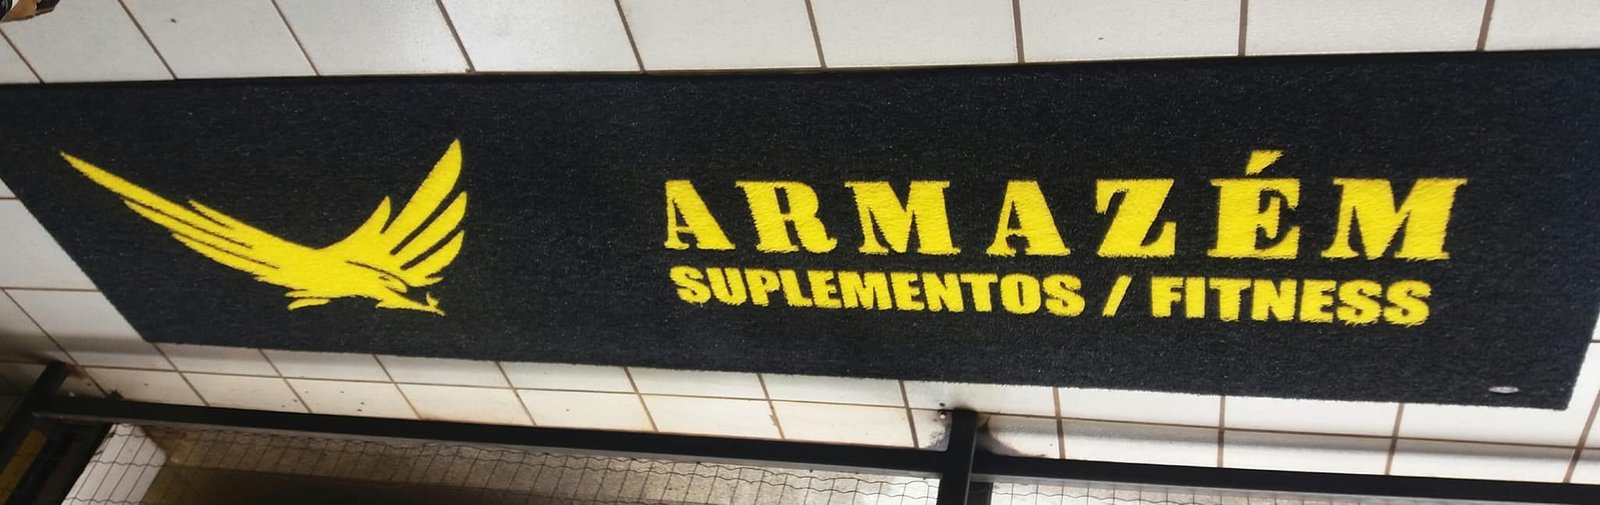 ARMAZÉM
SUPLEMENTOS / FITNESS